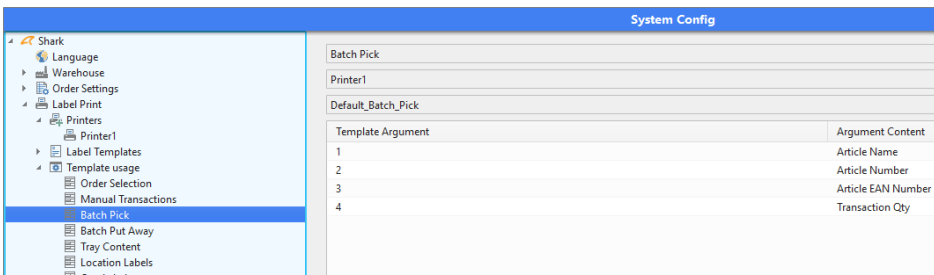 System Config
Shark
Language
Warehouse
Order Settings
Label Print
Printers
Printer1
Label Templates
Template usage
Order Selection
Manual Transactions
Batch Pick
Batch Put Away
Tray Content
Location Labels
Batch Pick
Printer1
Default_Batch_Pick
Template Argument Argument Content
1 Article Name
2 Article Number
3 Article EAN Number
4 Transaction Qty